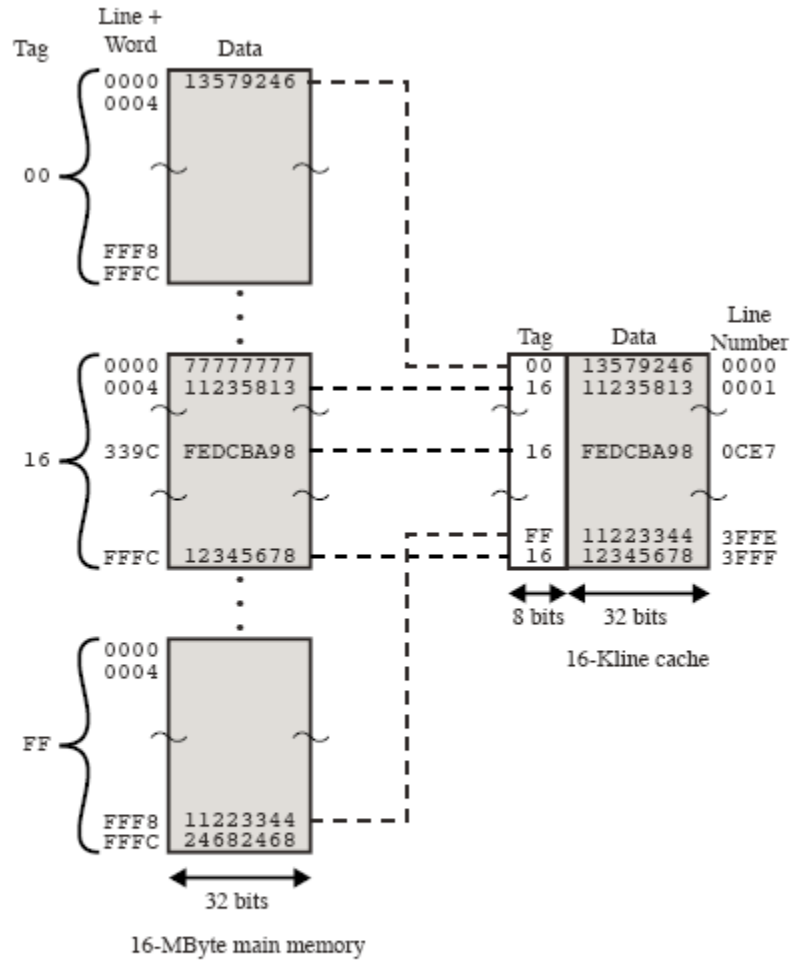 Tag
Line +
Word
Data
00
0000 13579246
0004
FFF8
FFFC
16
0000 77777777
0004 11235813
339C FEDCBA98
FFFC 12345678
FF
0000
0004
FFF8 11223344
FFFC 24682468
32 bits
16-MByte main memory
Tag
Data
Line
Number
00 13579246 0000
16 11235813 0001
16 FEDCBA98 0CE7
FF 11223344 3FFE
16 12345678 3FFF
8 bits
32 bits
16-Kline cache